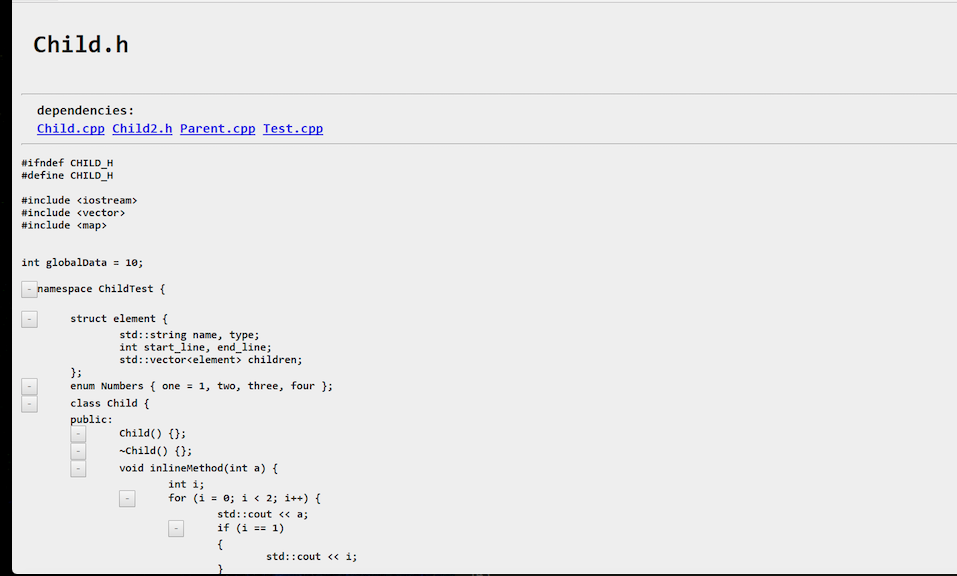 Child.h
dependencies:
Child.cpp Child2.h Parent.cpp Test.cpp
#ifndef CHILD_H
#define CHILD_H
#include <iostream>
#include <vector>
#include <map>
int globalData = 10;
- namespace ChildTest {
- struct element {
std::string name, type;
int start_line, end_line;
std::vector<element> children;
};
- enum Numbers { one = 1, two, three, four };
- class Child {
public:
- Child() {};
- ~Child() {};
- void inlineMethod(int a) {
int i;
- for (i = 0; i < 2; i++) {
std::cout << a;
- if (i == 1)
{
std::cout << i;
}